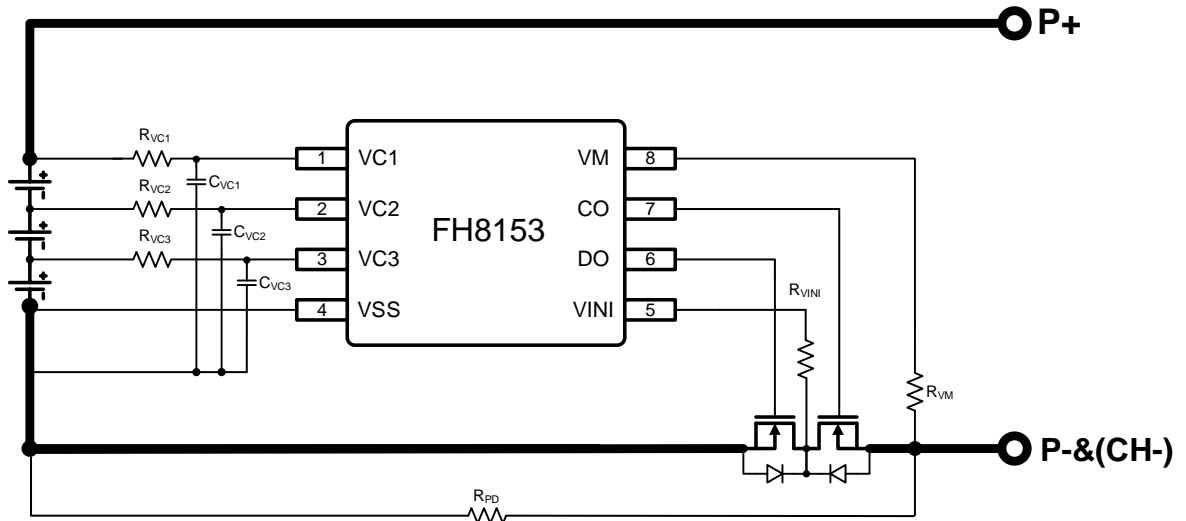 P+
RVC1
1 VC1 VM 8
CVC1
RVC2
2 VC2 CO 7
FH8153
CVC2
RVC3
3 VC3 DO 6
CVC3
RVINI
4 VSS VINI 5
RVM
P-&(CH-)
RPD